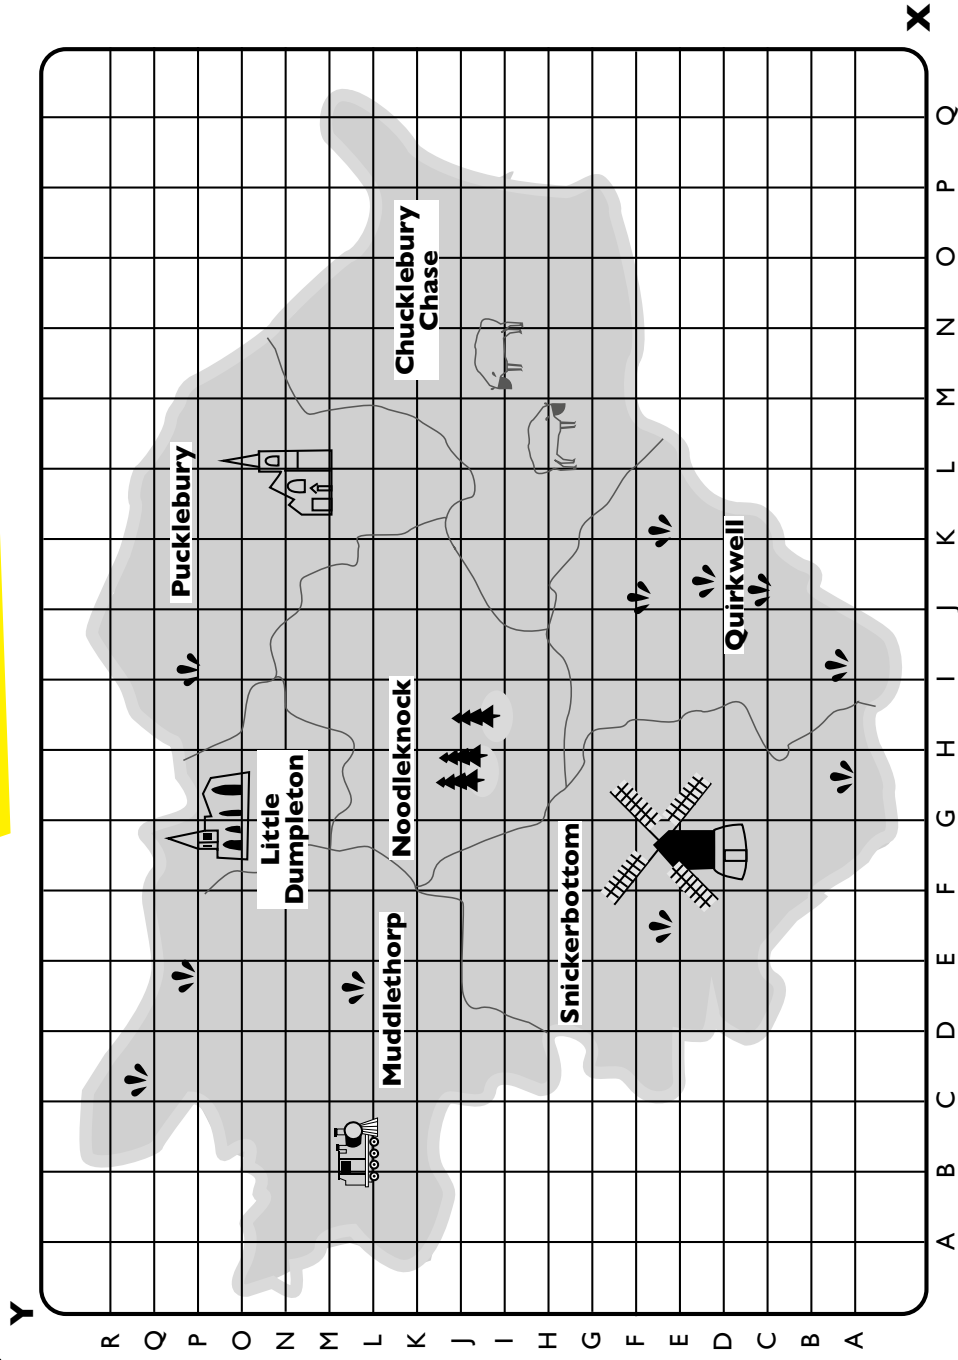 Y
X
Pucklebury
Chucklebury
Chase
Little
Dumpleton
Noodleknock
Muddlethorp
Snickerbottom
Quirkwell
R
Q
P
O
N
M
L
K
J
I
H
G
F
E
D
C
B
A
A
B
C
D
E
F
G
H
I
J
K
L
M
N
O
P
Q